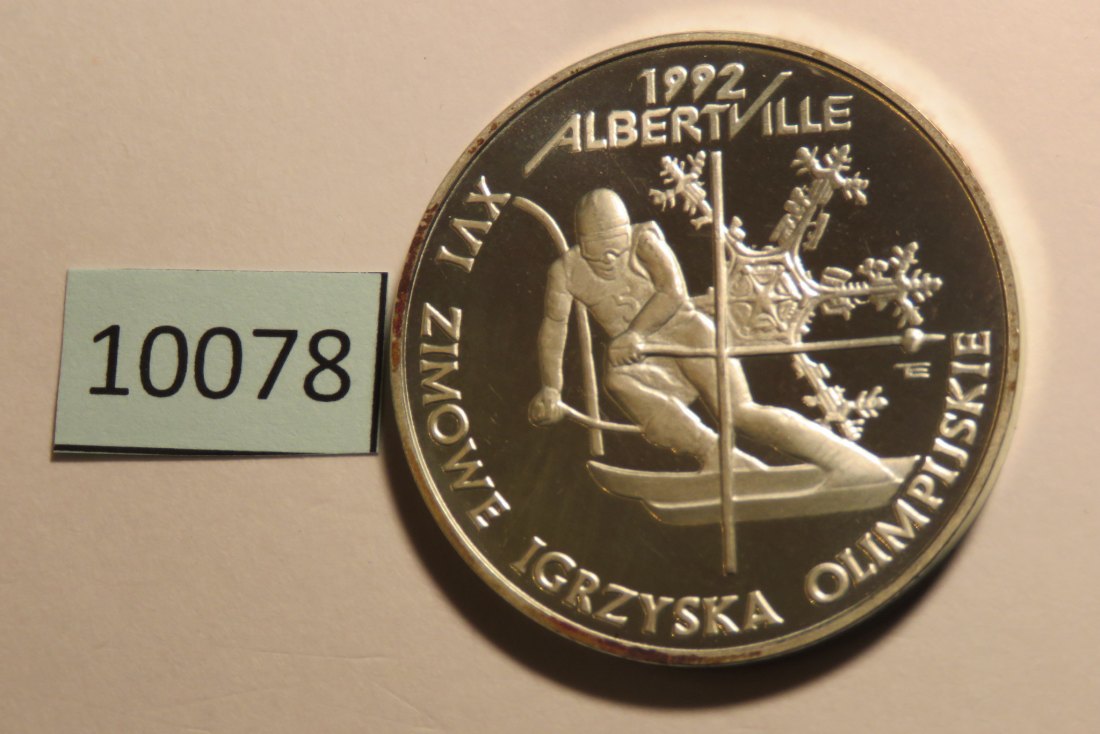 10078
1992
ALBERTVILLE
XVI ZIMOWE IGRZYSKA OLIMPIJSKIE